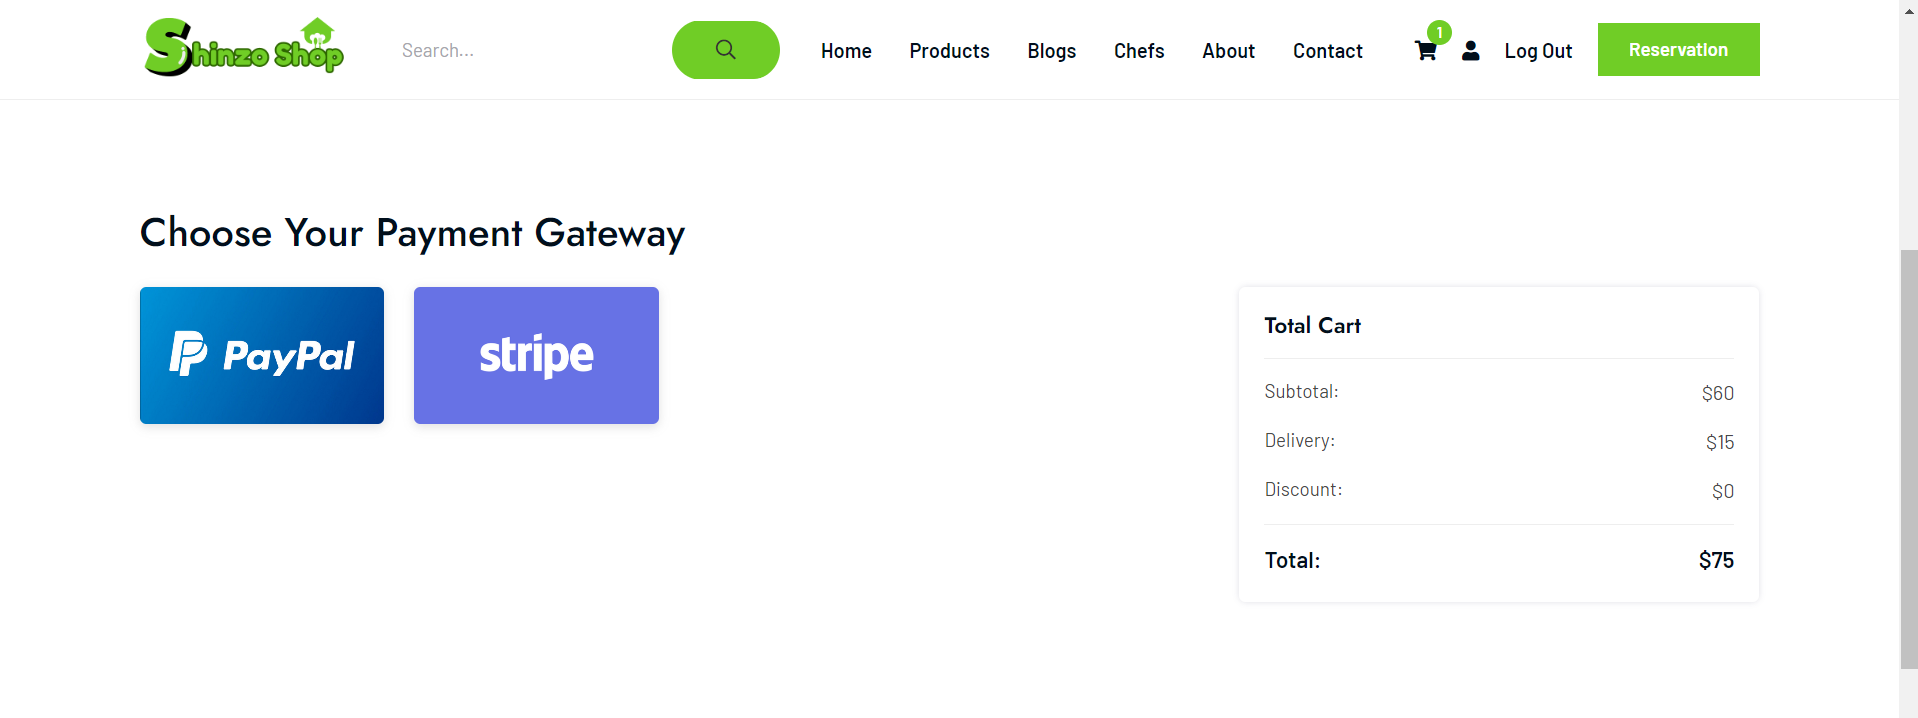 Shinzo Shop
Search...
Home Products Blogs Chefs About Contact 1 Log Out Reservation
Choose Your Payment Gateway
PayPal stripe
Total Cart
Subtotal: $60
Delivery: $15
Discount: $0
Total: $75